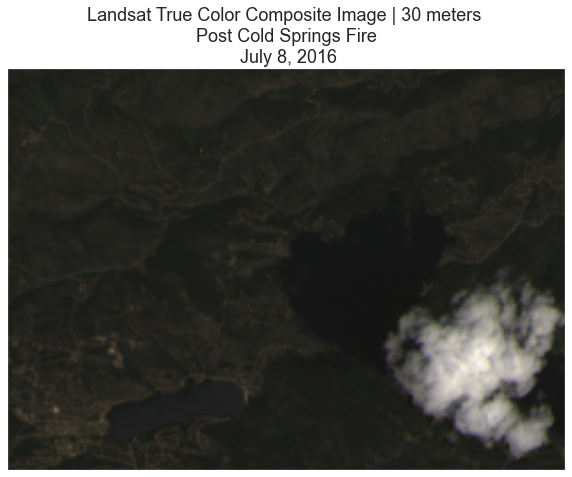 Landsat True Color Composite Image | 30 meters
Post Cold Springs Fire
July 8, 2016